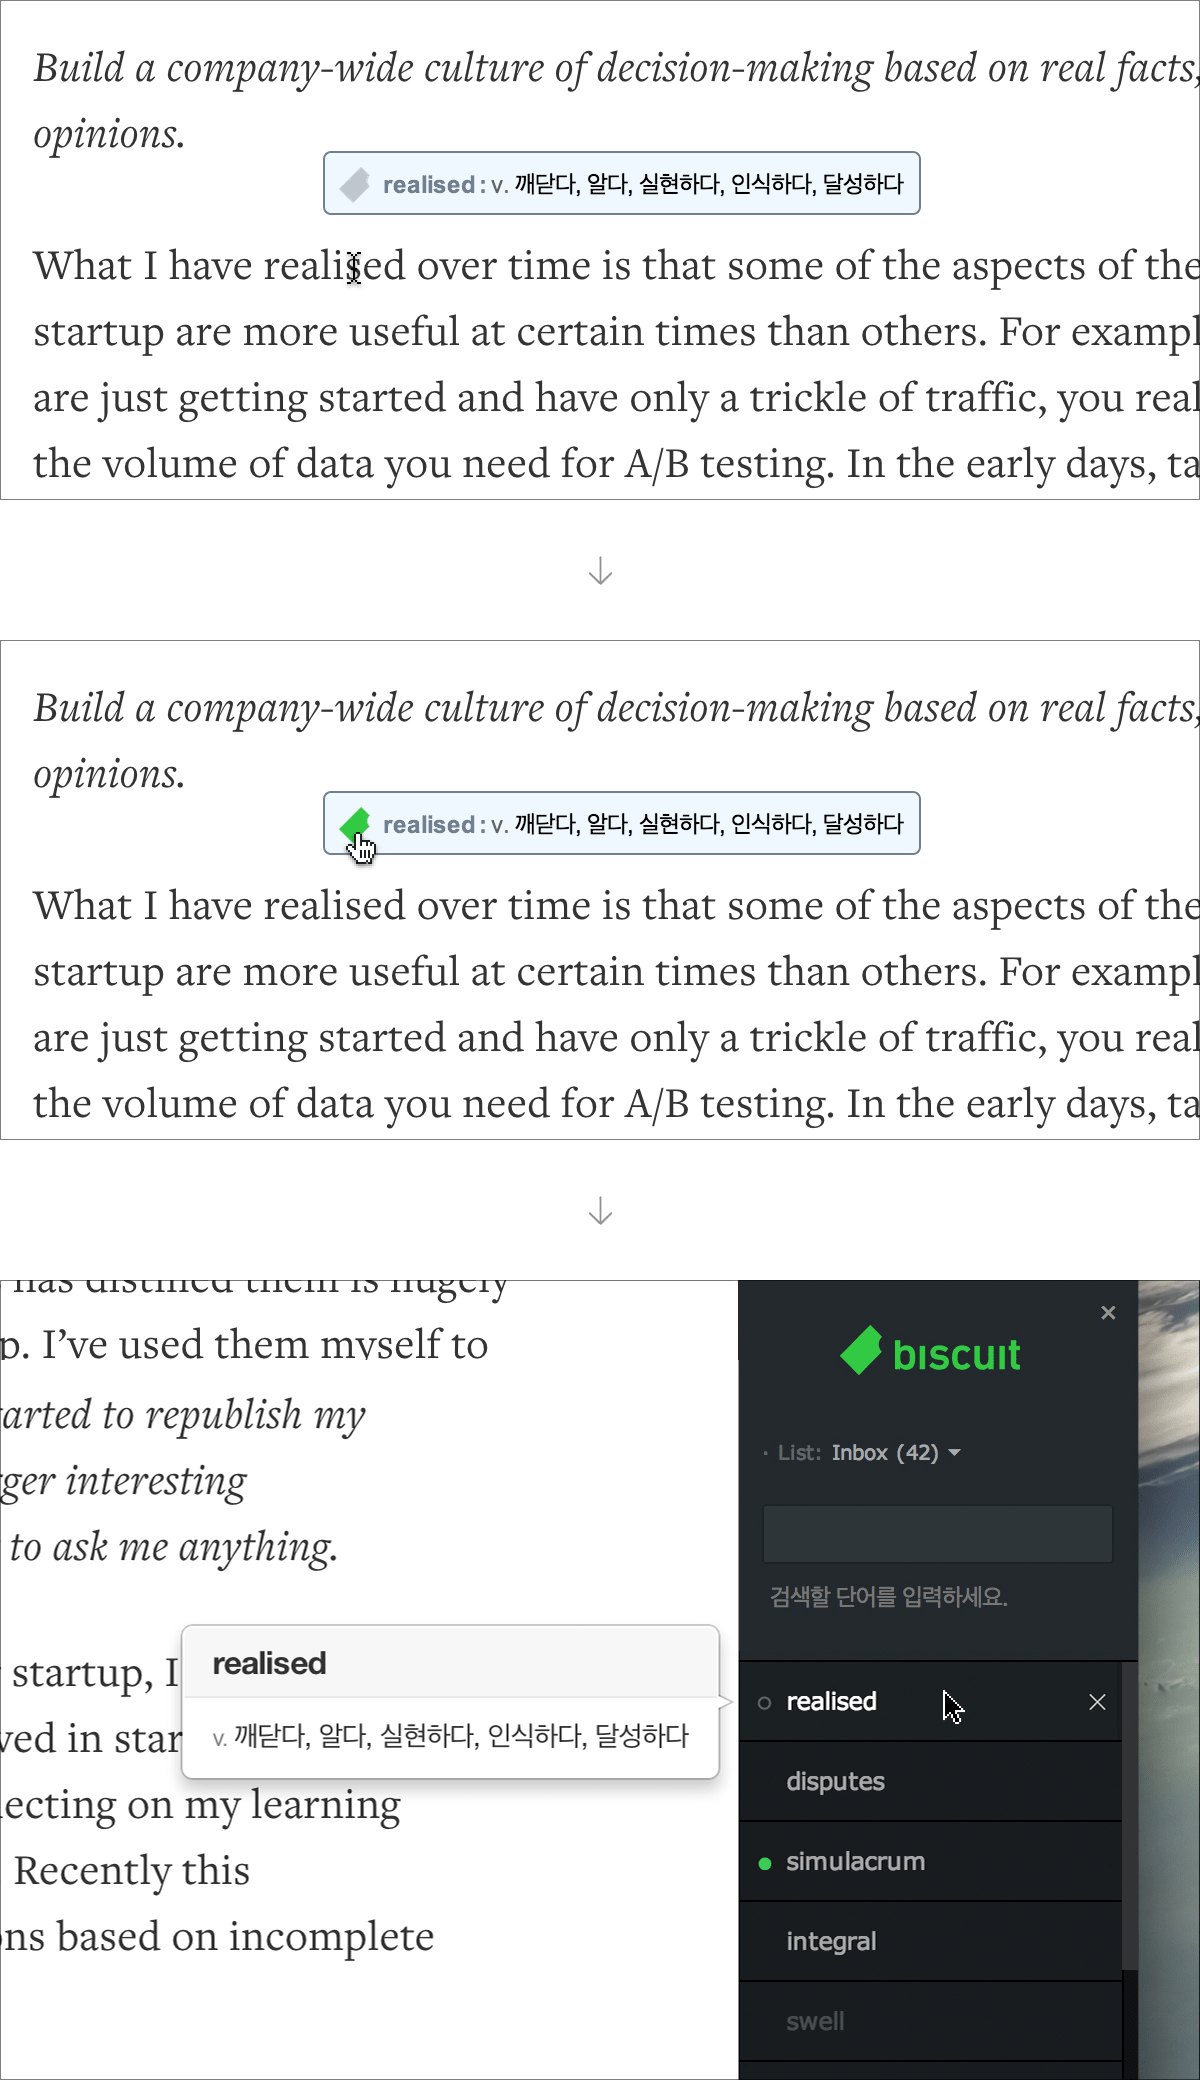 Build a company-wide culture of decision-making based on real facts,
opinions.
realised : v. 깨닫다, 알다, 실현하다, 인식하다, 달성하다
What I have realised over time is that some of the aspects of the
startup are more useful at certain times than others. For exampl
are just getting started and have only a trickle of traffic, you real
the volume of data you need for A/B testing. In the early days, ta
↓
Build a company-wide culture of decision-making based on real facts,
opinions.
realised : v. 깨닫다, 알다, 실현하다, 인식하다, 달성하다
What I have realised over time is that some of the aspects of the
startup are more useful at certain times than others. For exampl
are just getting started and have only a trickle of traffic, you real
the volume of data you need for A/B testing. In the early days, ta
↓
has distilled them is hugely
p. I’ve used them myself to
arted to republish my
ger interesting
to ask me anything.
startup, I
ved in star
lecting on my learning
Recently this
ons based on incomplete
realised
v. 깨닫다, 알다, 실현하다, 인식하다, 달성하다
×
biscuit
· List: Inbox (42)
검색할 단어를 입력하세요.
realised
disputes
simulacrum
integral
swell